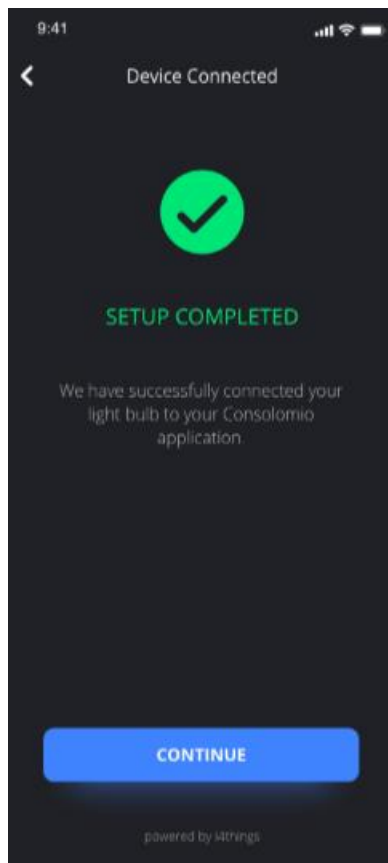 9:41
Device Connected
SETUP COMPLETED
We have successfully connected your
light bulb to your Consolomio
application
CONTINUE
powered by i4things